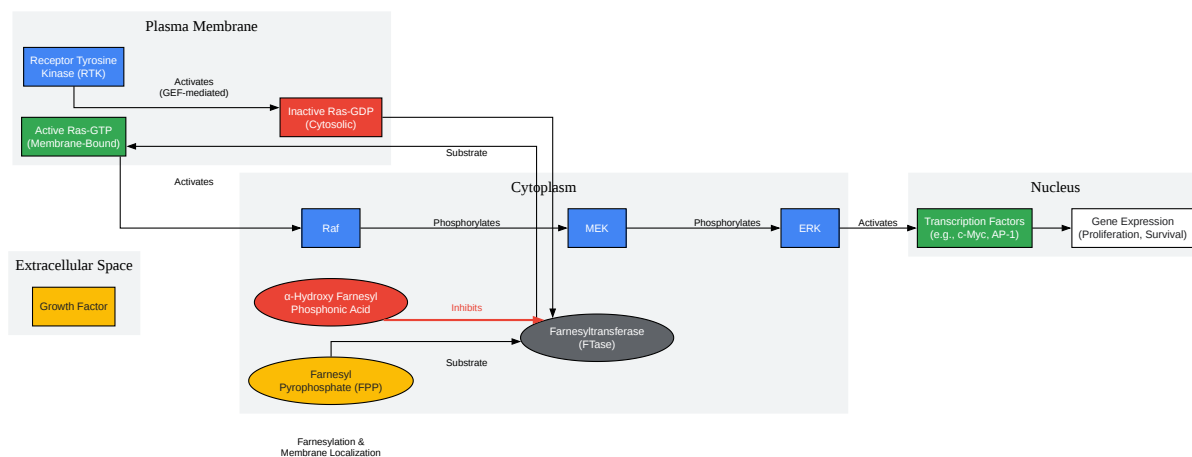 Plasma Membrane
Receptor Tyrosine
Kinase (RTK)
Activates
(GEF-mediated)
Inactive Ras-GDP
(Cytosolic)
Active Ras-GTP
(Membrane-Bound)
Substrate
Activates
Cytoplasm
Raf
Phosphorylates
MEK
Phosphorylates
ERK
Activates
Nucleus
Transcription Factors
(e.g., c-Myc, AP-1)
Gene Expression
(Proliferation, Survival)
Extracellular Space
Growth Factor
α-Hydroxy Farnesyl
Phosphonic Acid
Inhibits
Farnesyltransferase
(FTase)
Farnesyl
Pyrophosphate (FPP)
Substrate
Farnesylation &
Membrane Localization